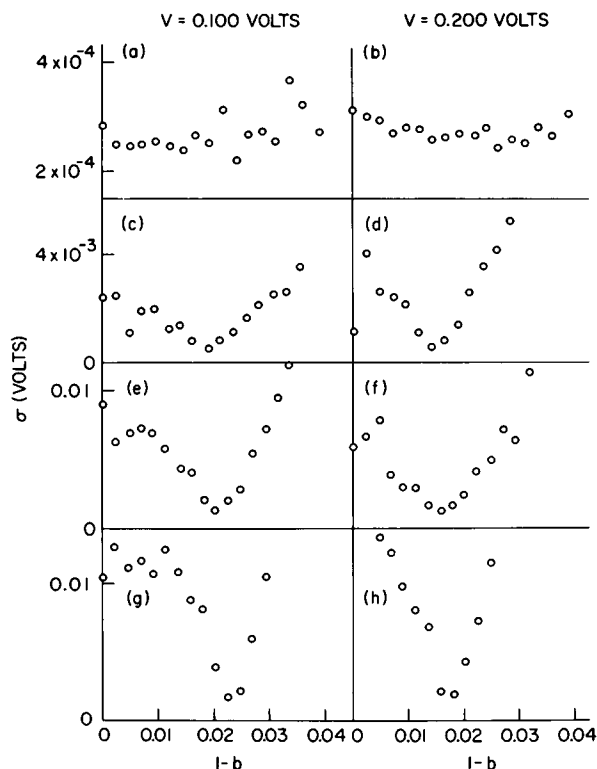 V = 0.100 VOLTS
V = 0.200 VOLTS
(a)
(b)
4×10⁻⁴
2×10⁻⁴
(c)
(d)
4×10⁻³
0
σ (VOLTS)
(e)
(f)
0.01
0
0.01
(g)
(h)
0
0 0.01 0.02 0.03 0.04
0 0.01 0.02 0.03 0.04
1-b
1-b